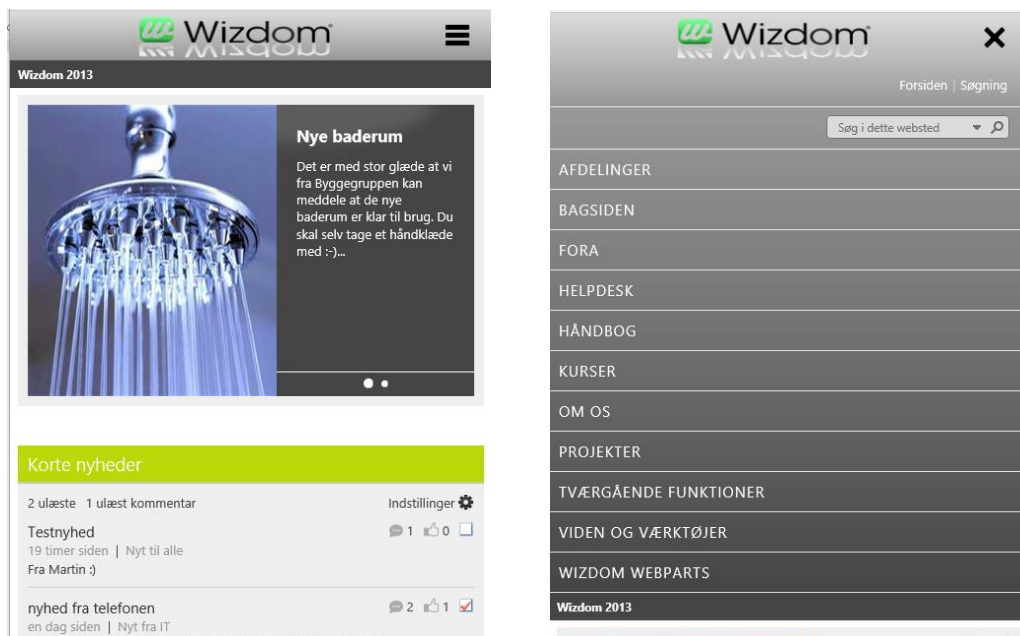 Wizdom
Wizdom 2013
Nye baderum
Det er med stor glæde at vi
fra Byggegruppen kan
meddele at de nye
baderum er klar til brug. Du
skal selv tage et håndklæde
med :-)...
Korte nyheder
2 ulæste 1 ulæst kommentar Indstillinger
Testnyhed 1 0
19 timer siden | Nyt til alle
Fra Martin :)
nyhed fra telefonen 2 1
en dag siden | Nyt fra IT
Wizdom
Forsiden | Søgning
Søg i dette websted
AFDELINGER
BAGSIDEN
FORA
HELPDESK
HÅNDBOG
KURSER
OM OS
PROJEKTER
TVÆRGÅENDE FUNKTIONER
VIDEN OG VÆRKTØJER
WIZDOM WEBPARTS
Wizdom 2013